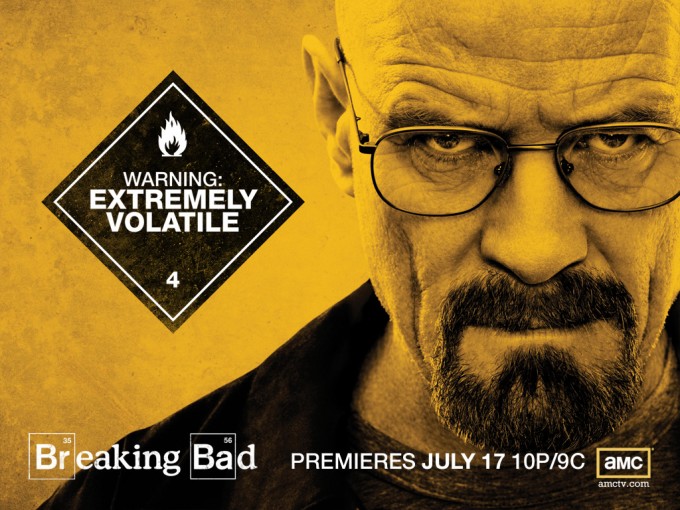 WARNING:
EXTREMELY
VOLATILE
4
35
56
Breaking Bad
PREMIERES JULY 17 10P/9C
amc
amctv.com